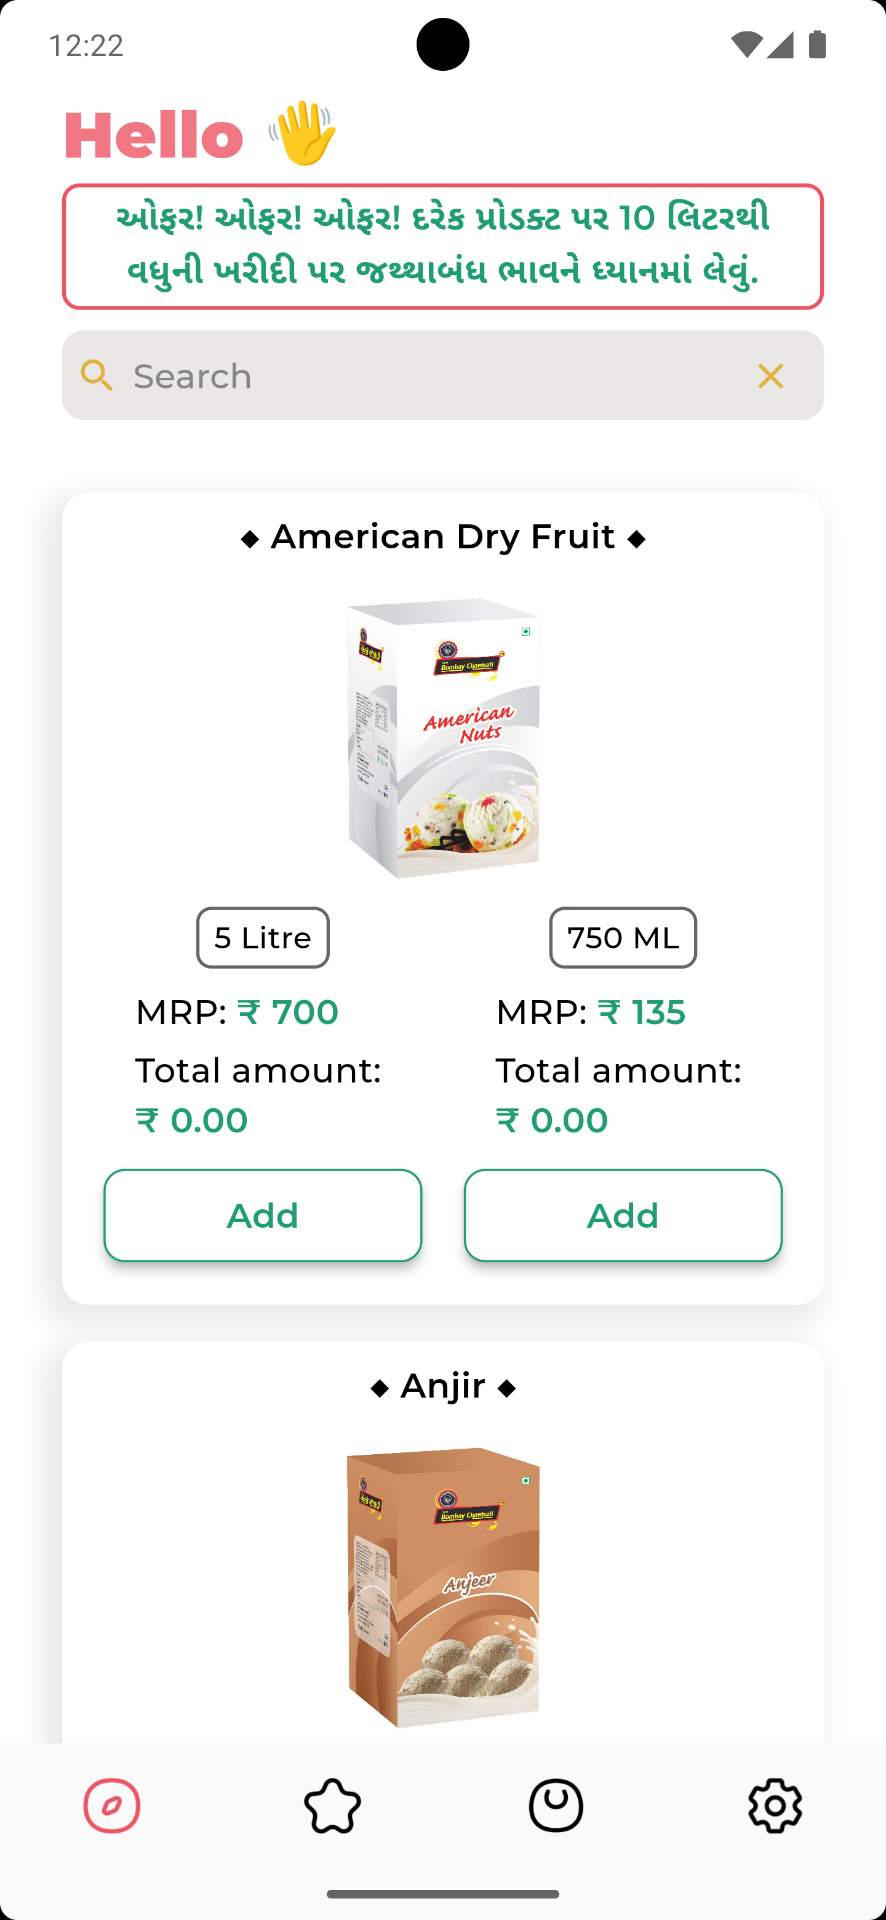 12:22
Hello 👋
ઓફર! ઓફર! ઓફર! દરેક પ્રોડક્ટ પર 10 લિટરથી
વધુની ખરીદી પર જથ્થાબંધ ભાવને ધ્યાનમાં લેવું.
Search
◆ American Dry Fruit ◆
Bombay Chowpati
American
Nuts
5 Litre
750 ML
MRP: ₹ 700
MRP: ₹ 135
Total amount:
₹ 0.00
Total amount:
₹ 0.00
Add
Add
◆ Anjir ◆
Bombay Chowpati
Anjeer